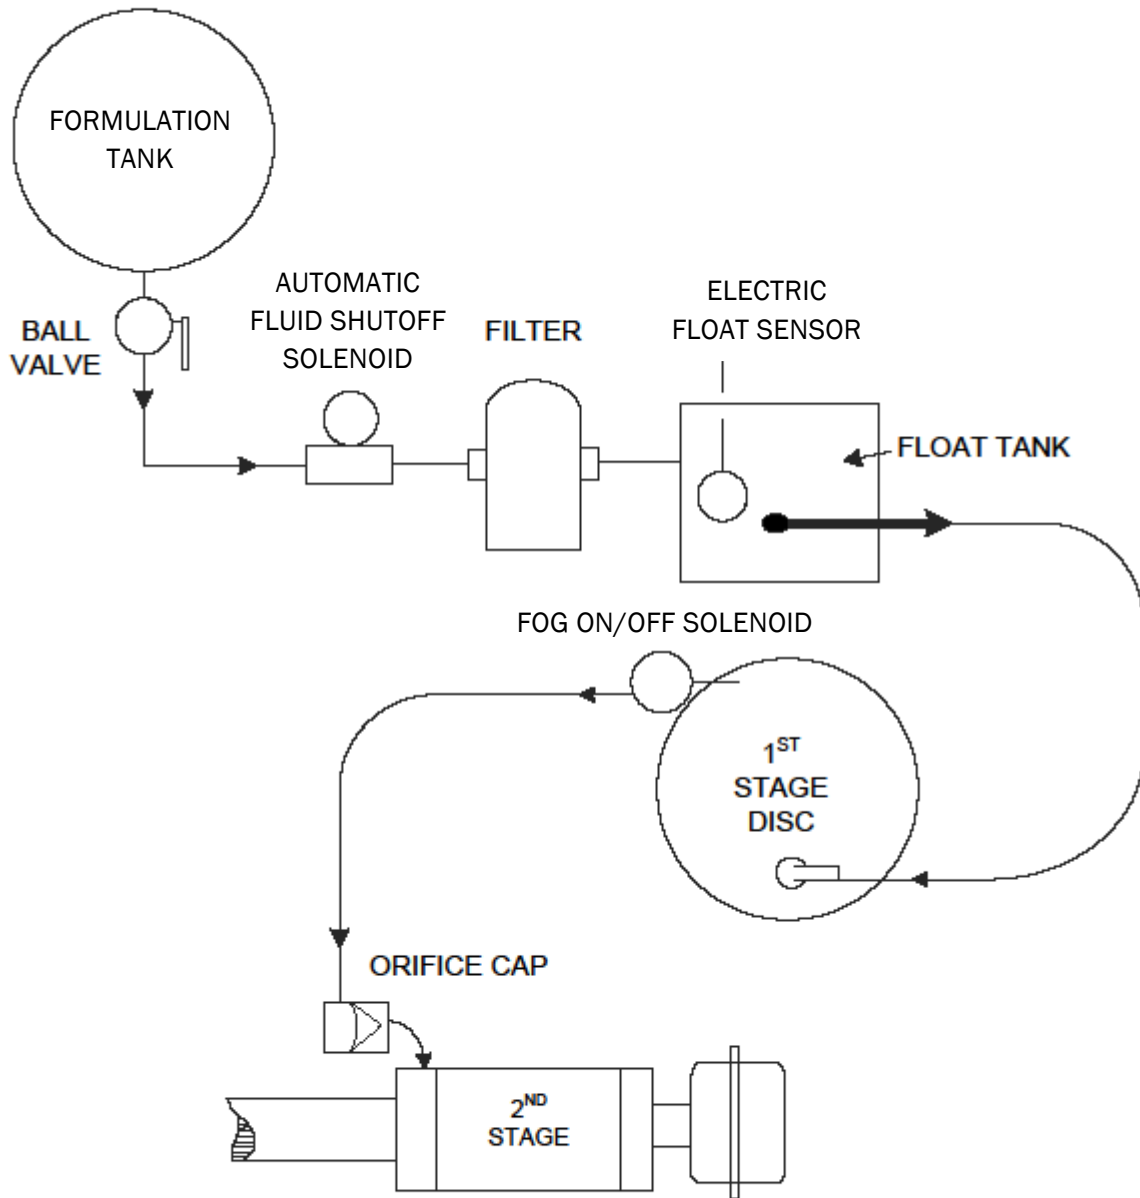 FORMULATION
TANK
AUTOMATIC
FLUID SHUTOFF
SOLENOID
BALL
VALVE
FILTER
ELECTRIC
FLOAT SENSOR
FLOAT TANK
FOG ON/OFF SOLENOID
1ST
STAGE
DISC
ORIFICE CAP
2ND
STAGE